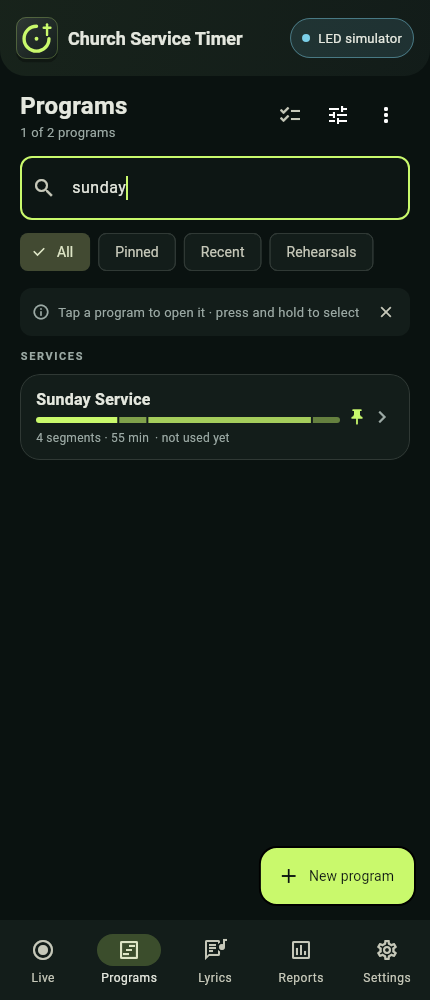 Church Service Timer
LED simulator
Programs
1 of 2 programs
sunday
All
Pinned
Recent
Rehearsals
Tap a program to open it · press and hold to select
SERVICES
Sunday Service
4 segments · 55 min · not used yet
New program
Live
Programs
Lyrics
Reports
Settings